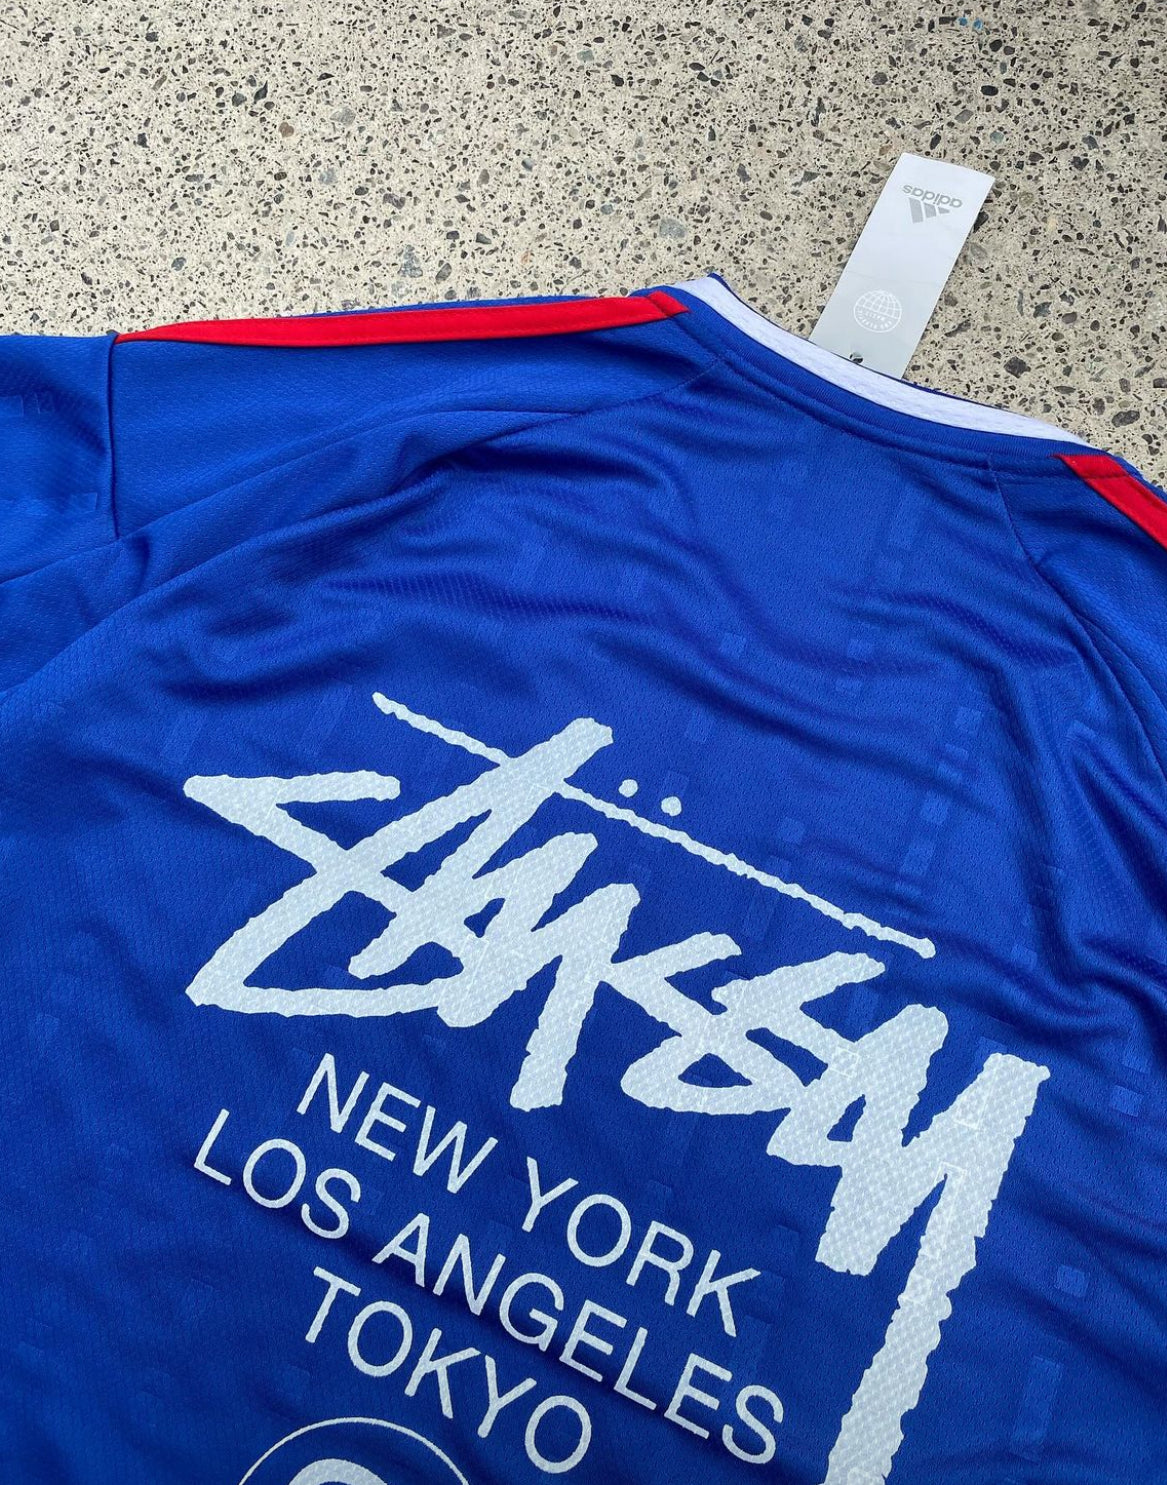 adidas
Stüssy
NEW YORK
LOS ANGELES
TOKYO